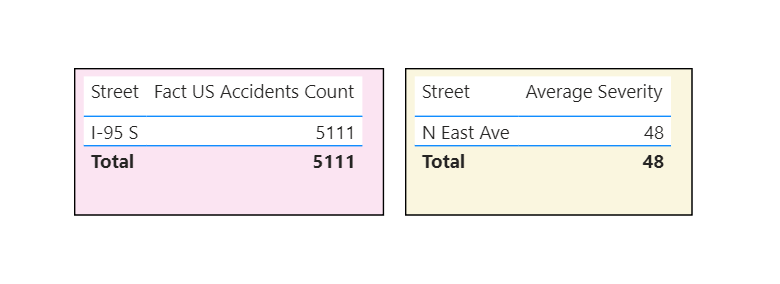 Street Fact US Accidents Count
I-95 S 5111
Total 5111
Street Average Severity
N East Ave 48
Total 48